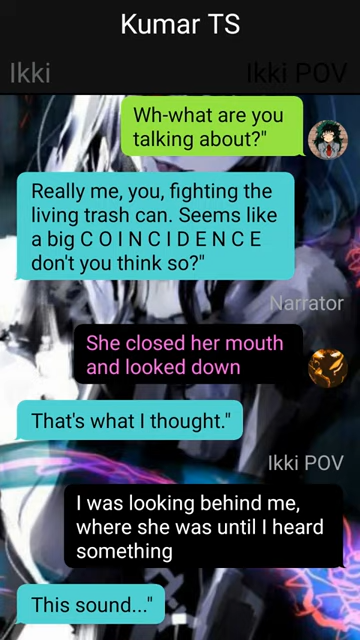 Kumar TS
Ikki
Ikki POV
Wh-what are you
talking about?"
Really me, you, fighting the
living trash can. Seems like
a big C O I N C I D E N C E
don't you think so?"
Narrator
She closed her mouth
and looked down
That's what I thought."
Ikki POV
I was looking behind me,
where she was until I heard
something
This sound..."